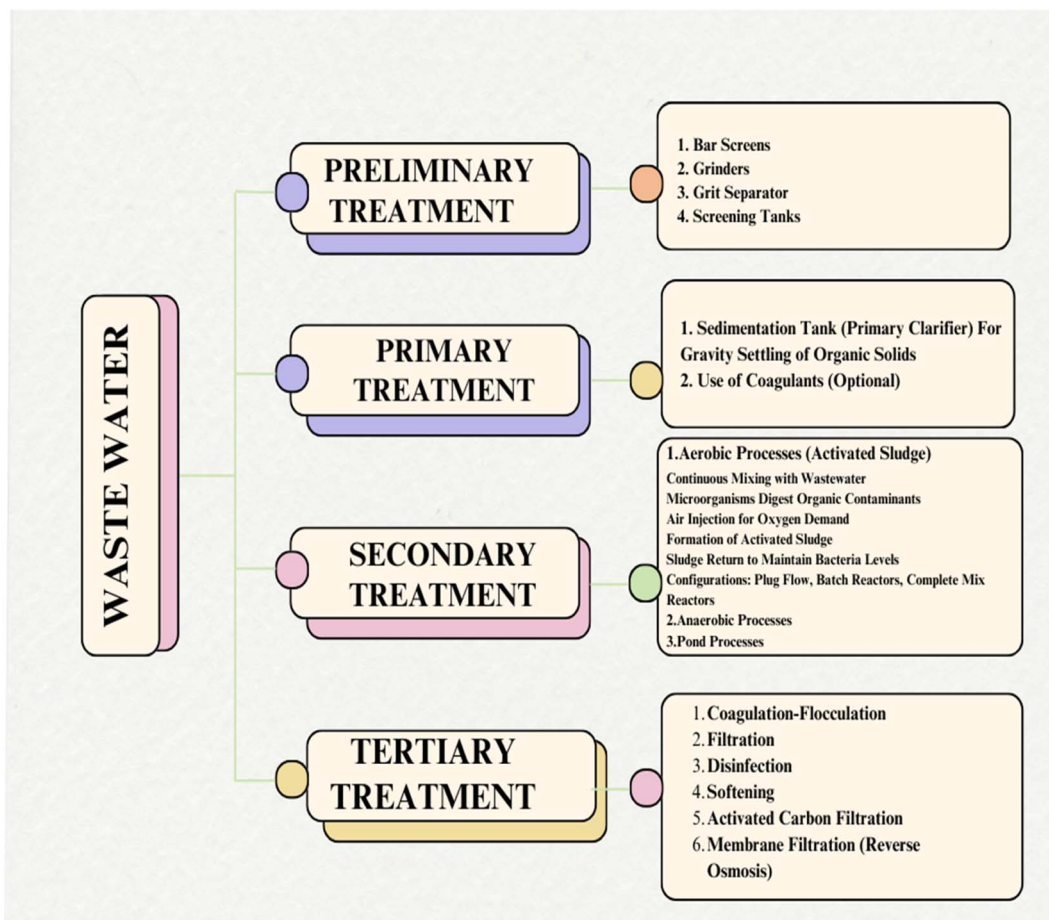 WASTE WATER
PRELIMINARY
TREATMENT
1. Bar Screens
2. Grinders
3. Grit Separator
4. Screening Tanks
PRIMARY
TREATMENT
1. Sedimentation Tank (Primary Clarifier) For
Gravity Settling of Organic Solids
2. Use of Coagulants (Optional)
SECONDARY
TREATMENT
1.Aerobic Processes (Activated Sludge)
Continuous Mixing with Wastewater
Microorganisms Digest Organic Contaminants
Air Injection for Oxygen Demand
Formation of Activated Sludge
Sludge Return to Maintain Bacteria Levels
Configurations: Plug Flow, Batch Reactors, Complete Mix
Reactors
2.Anaerobic Processes
3.Pond Processes
TERTIARY
TREATMENT
1. Coagulation-Flocculation
2. Filtration
3. Disinfection
4. Softening
5. Activated Carbon Filtration
6. Membrane Filtration (Reverse
Osmosis)